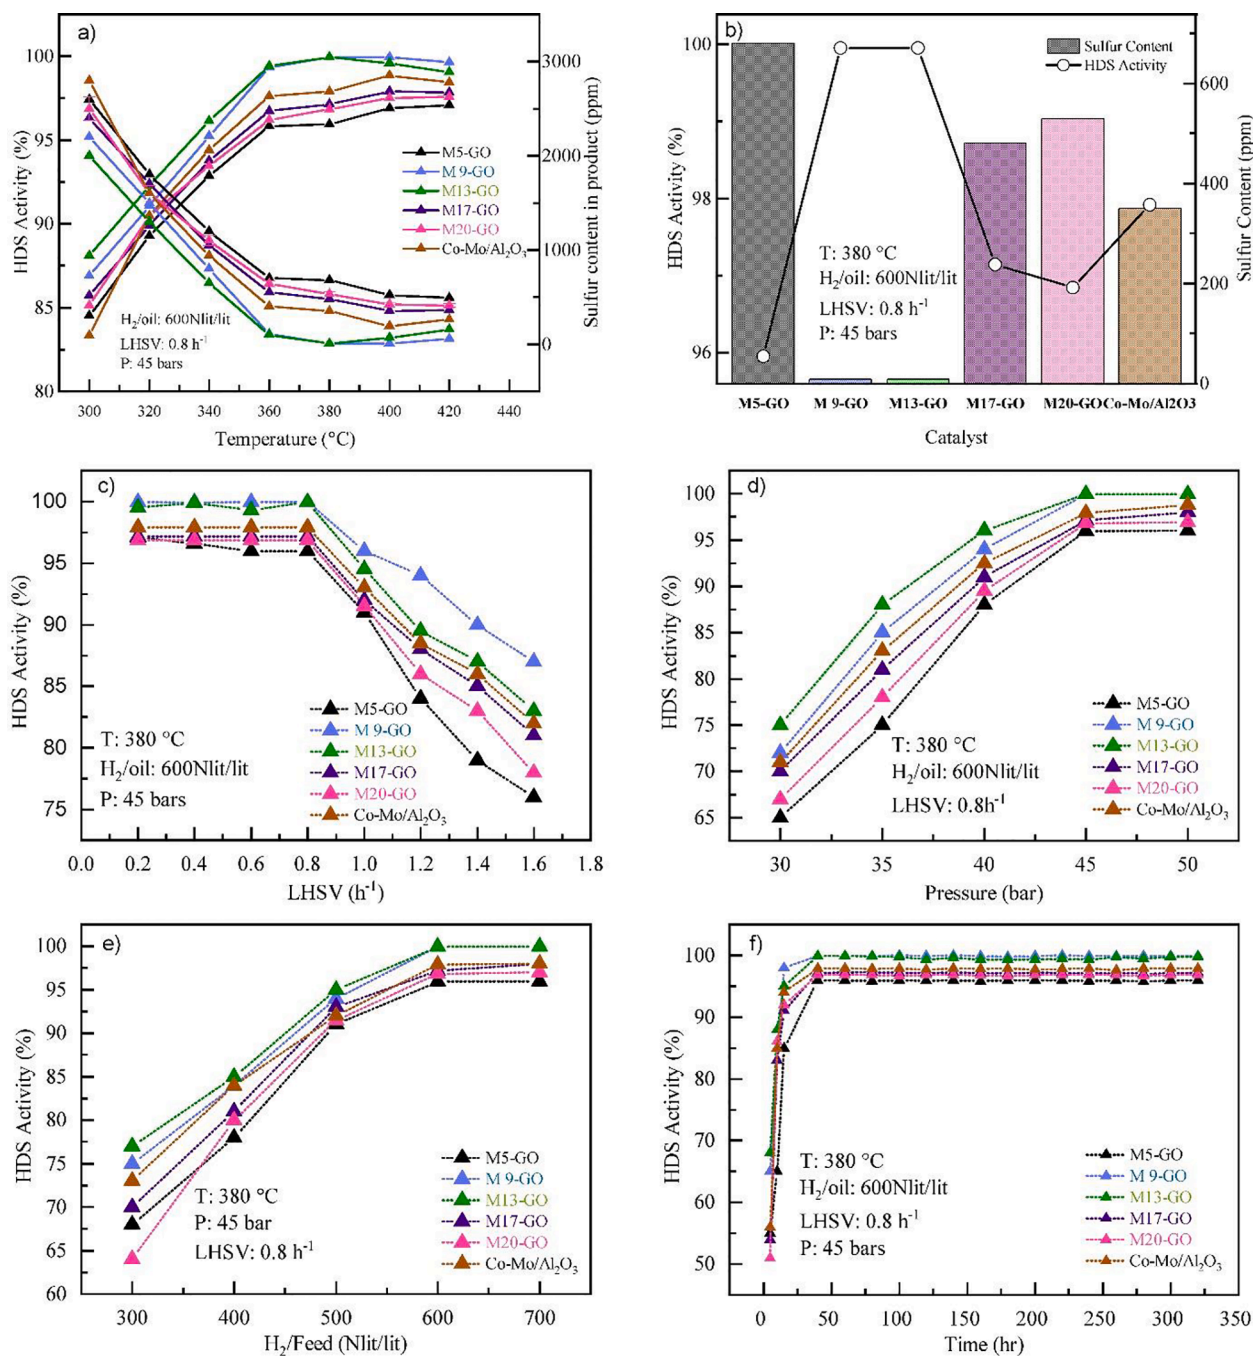 a)
HDS Activity (%)
100
95
90
85
80
300
320
340
360
380
400
420
440
Temperature (°C)
3000
2000
1000
0
Sulfur content in product (ppm)
M5-GO
M 9-GO
M13-GO
M17-GO
M20-GO
Co-Mo/Al₂O₃
H₂/oil: 600Nlit/lit
LHSV: 0.8 h⁻¹
P: 45 bars
b)
HDS Activity (%)
100
98
96
Sulfur Content
HDS Activity
600
400
200
0
Sulfur Content (ppm)
T: 380 °C
H₂/oil: 600Nlit/lit
LHSV: 0.8 h⁻¹
P: 45 bars
M5-GO
M 9-GO
M13-GO
M17-GO
M20-GO
Co-Mo/Al2O3
Catalyst
c)
HDS Activity (%)
100
95
90
85
80
75
M5-GO
M 9-GO
M13-GO
M17-GO
M20-GO
Co-Mo/Al₂O₃
T: 380 °C
H₂/oil: 600Nlit/lit
P: 45 bars
0.0
0.2
0.4
0.6
0.8
1.0
1.2
1.4
1.6
1.8
LHSV (h⁻¹)
d)
HDS Activity (%)
100
95
90
85
80
75
70
65
M5-GO
M 9-GO
M13-GO
M17-GO
M20-GO
Co-Mo/Al₂O₃
T: 380 °C
H₂/oil: 600Nlit/lit
LHSV: 0.8h⁻¹
30
35
40
45
50
Pressure (bar)
e)
HDS Activity (%)
100
95
90
85
80
75
70
65
60
M5-GO
M 9-GO
M13-GO
M17-GO
M20-GO
Co-Mo/Al₂O₃
T: 380 °C
P: 45 bar
LHSV: 0.8 h⁻¹
300
400
500
600
700
H₂/Feed (Nlit/lit)
f)
HDS Activity (%)
100
90
80
70
60
50
M5-GO
M 9-GO
M13-GO
M17-GO
M20-GO
Co-Mo/Al₂O₃
T: 380 °C
H₂/oil: 600Nlit/lit
LHSV: 0.8 h⁻¹
P: 45 bars
0
50
100
150
200
250
300
350
Time (hr)